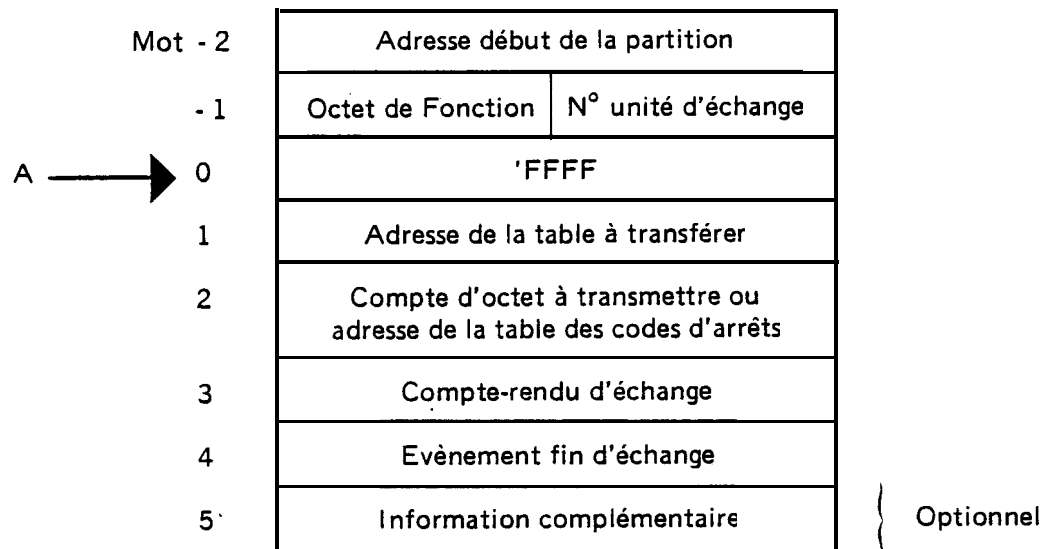 Mot - 2 Adresse début de la partition
- 1 Octet de Fonction N° unité d'échange
A 0 'FFFF
1 Adresse de la table à transférer
2 Compte d'octet à transmettre ou
adresse de la table des codes d'arrêts
3 Compte-rendu d'échange
4 Evènement fin d'échange
5 Information complémentaire Optionnel